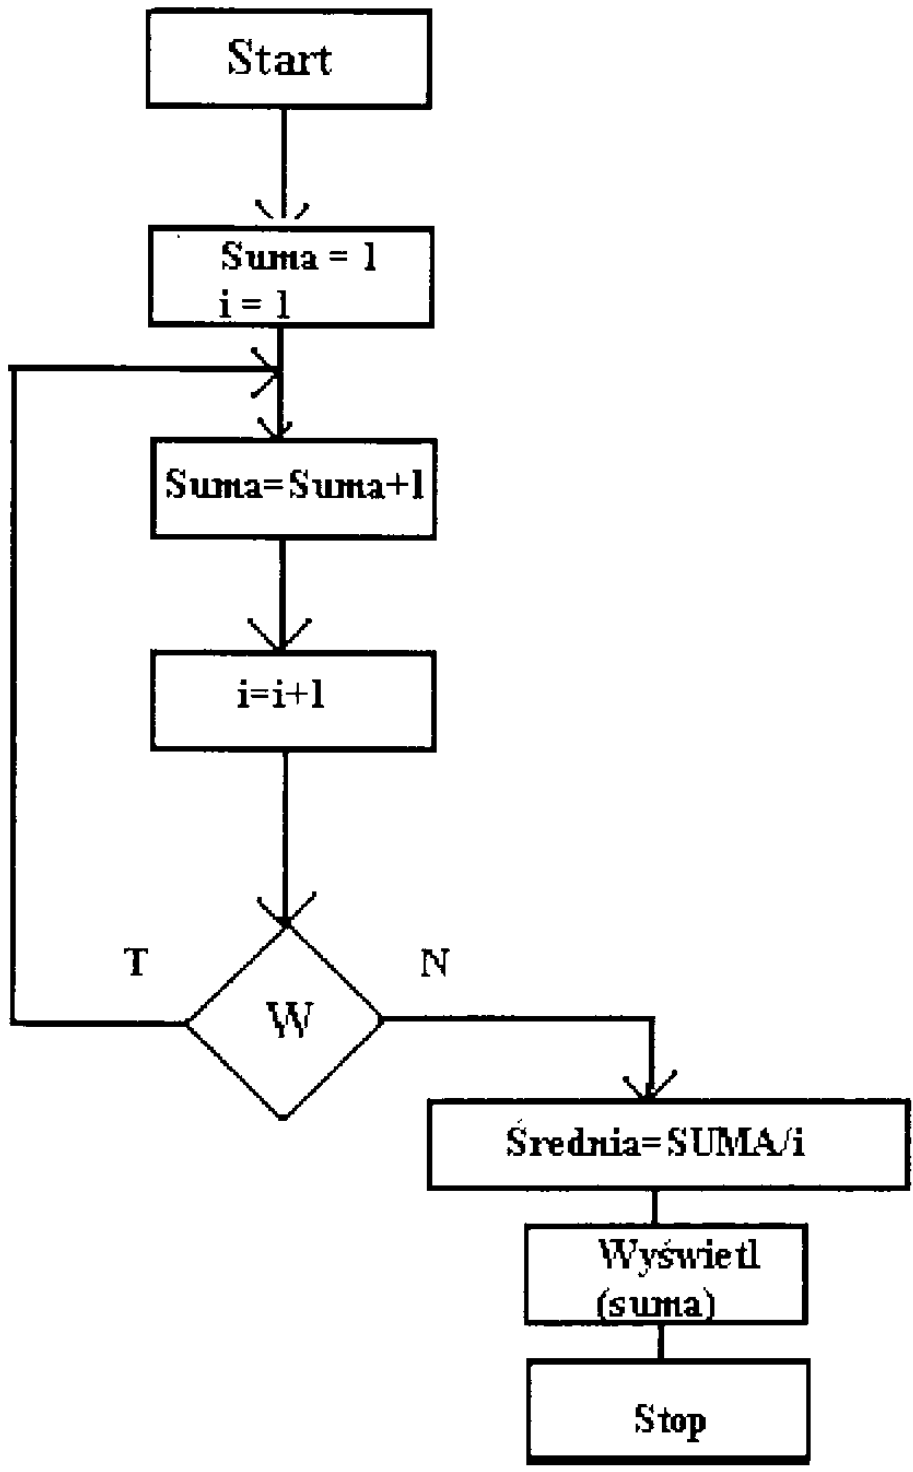 Start
Suma = 1
i = 1
Suma=Suma+1
i=i+1
T
N
W
Średnia=SUMA/i
Wyświetl
(suma)
Stop